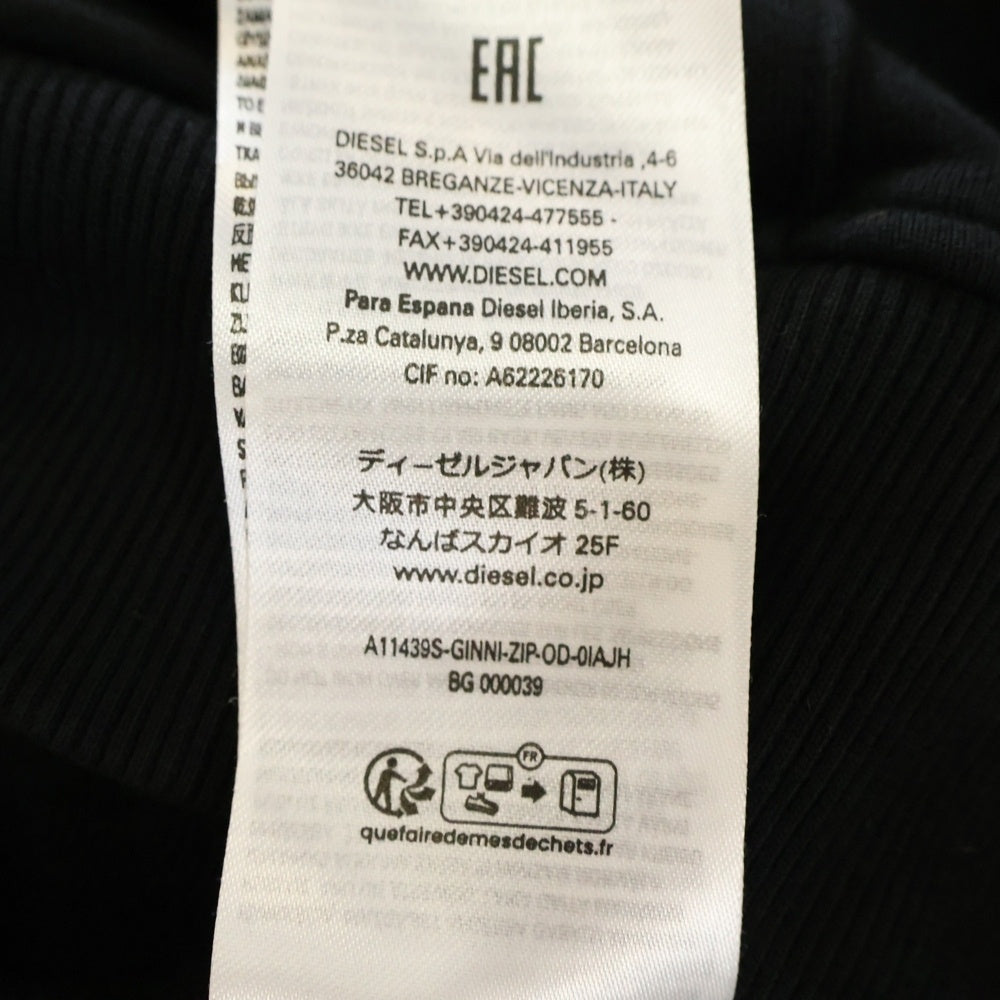 EAC
DIESEL S.p.A Via dell'Industria ,4-6
36042 BREGANZE-VICENZA-ITALY
TEL+390424-477555 -
FAX+390424-411955
WWW.DIESEL.COM
Para Espana Diesel Iberia, S.A.
P.za Catalunya, 9 08002 Barcelona
CIF no: A62226170
ディーゼルジャパン(株)
大阪市中央区難波 5-1-60
なんばスカイオ 25F
www.diesel.co.jp
A11439S-GINNI-ZIP-OD-0IAJH
BG 000039
FR
quefairedemesdechets.fr